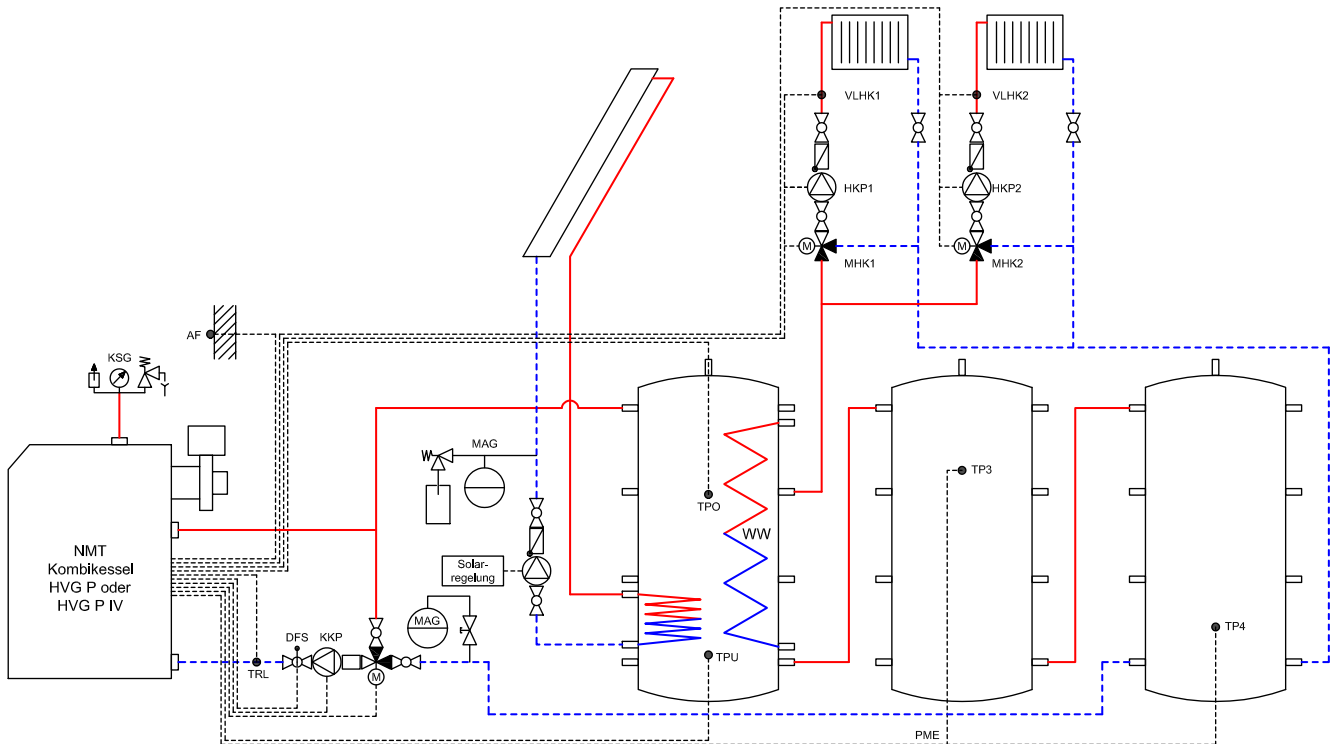 VLHK1
VLHK2
HKP1
HKP2
M
MHK1
M
MHK2
AF
KSG
MAG
TPO
TP3
WW
NMT
Kombikessel
HVG P oder
HVG P IV
Solar-
regelung
MAG
DFS
KKP
TRL
M
TPU
TP4
PME